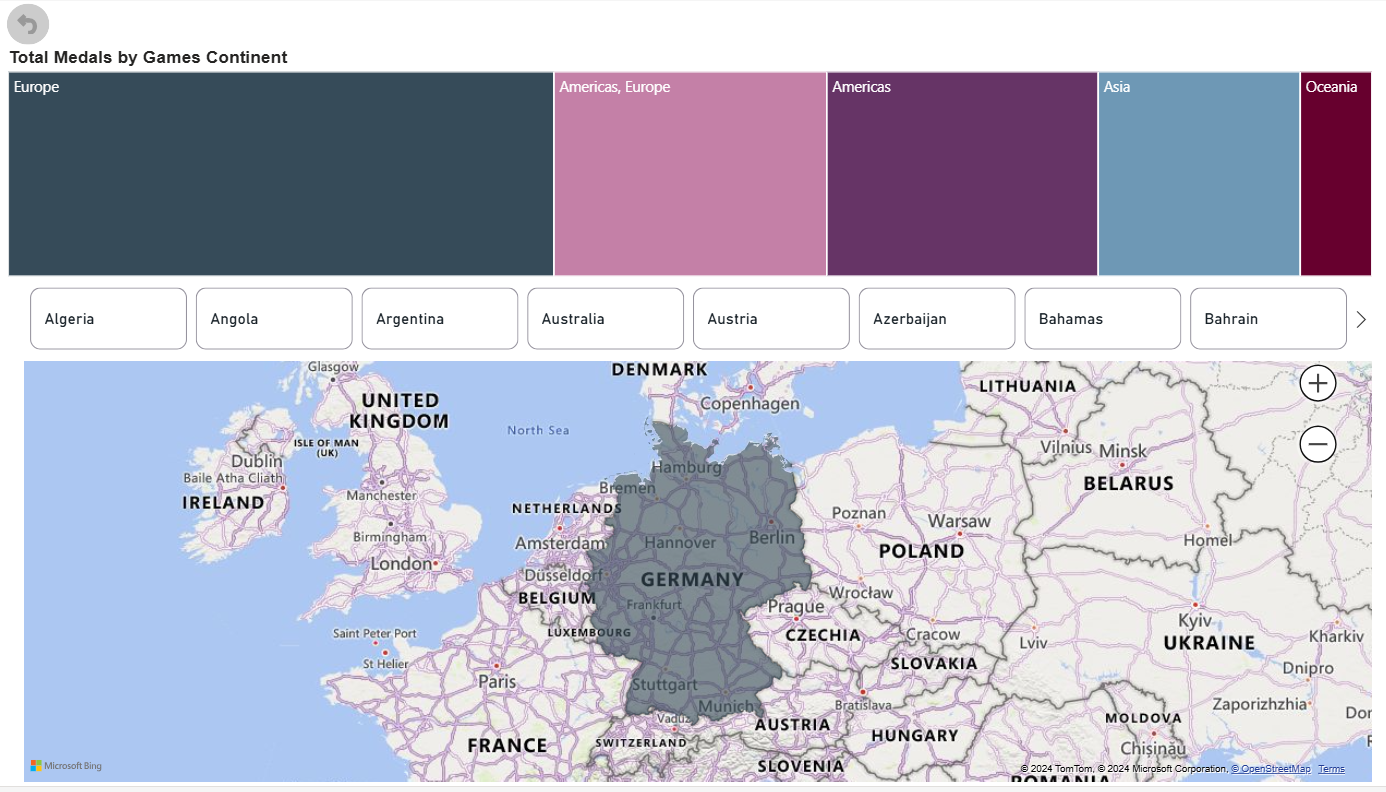 Total Medals by Games Continent
Europe
Americas, Europe
Americas
Asia
Oceania
Algeria
Angola
Argentina
Australia
Austria
Azerbaijan
Bahamas
Bahrain
Glasgow
DENMARK
LITHUANIA
UNITED
KINGDOM
Copenhagen
North Sea
ISLE OF MAN
(UK)
Vilnius
Minsk
Dublin
Baile Atha Cliath
Hamburg
BELARUS
IRELAND
Manchester
Bremen
NETHERLANDS
Poznan
Warsaw
Birmingham
Amsterdam
Hannover
Berlin
Homel
POLAND
London
Düsseldorf
GERMANY
BELGIUM
Frankfurt
Prague
Wrocław
Kyiv
Saint Peter Port
LUXEMBOURG
CZECHIA
Cracow
Lviv
UKRAINE
Kharkiv
St Helier
SLOVAKIA
Dnipro
Paris
Stuttgart
Munich
Bratislava
Zaporizhzhia
Vaduz
AUSTRIA
MOLDOVA
Don
FRANCE
SWITZERLAND
HUNGARY
Chisinău
SLOVENIA
Microsoft Bing
© 2024 TomTom, © 2024 Microsoft Corporation, © OpenStreetMap Terms
ROMANIA